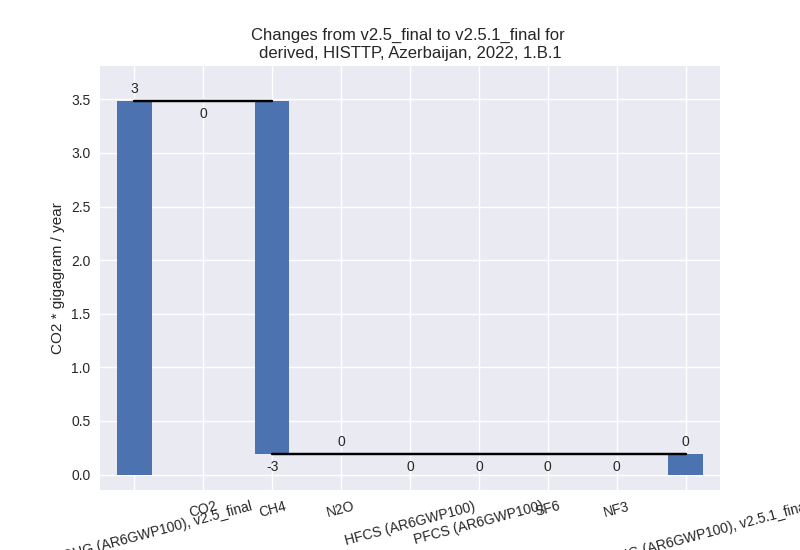 Changes from v2.5_final to v2.5.1_final for
derived, HISTTP, Azerbaijan, 2022, 1.B.1
CO2 * gigagram / year
3.5
3.0
2.5
2.0
1.5
1.0
0.5
0.0
3
0
-3
0
0
0
0
0
0
(AR6GWP100), v2.5_final
CO2
CH4
N2O
HFCS (AR6GWP100)
PFCS (AR6GWP100)
SF6
NF3
(AR6GWP100), v2.5.1_final